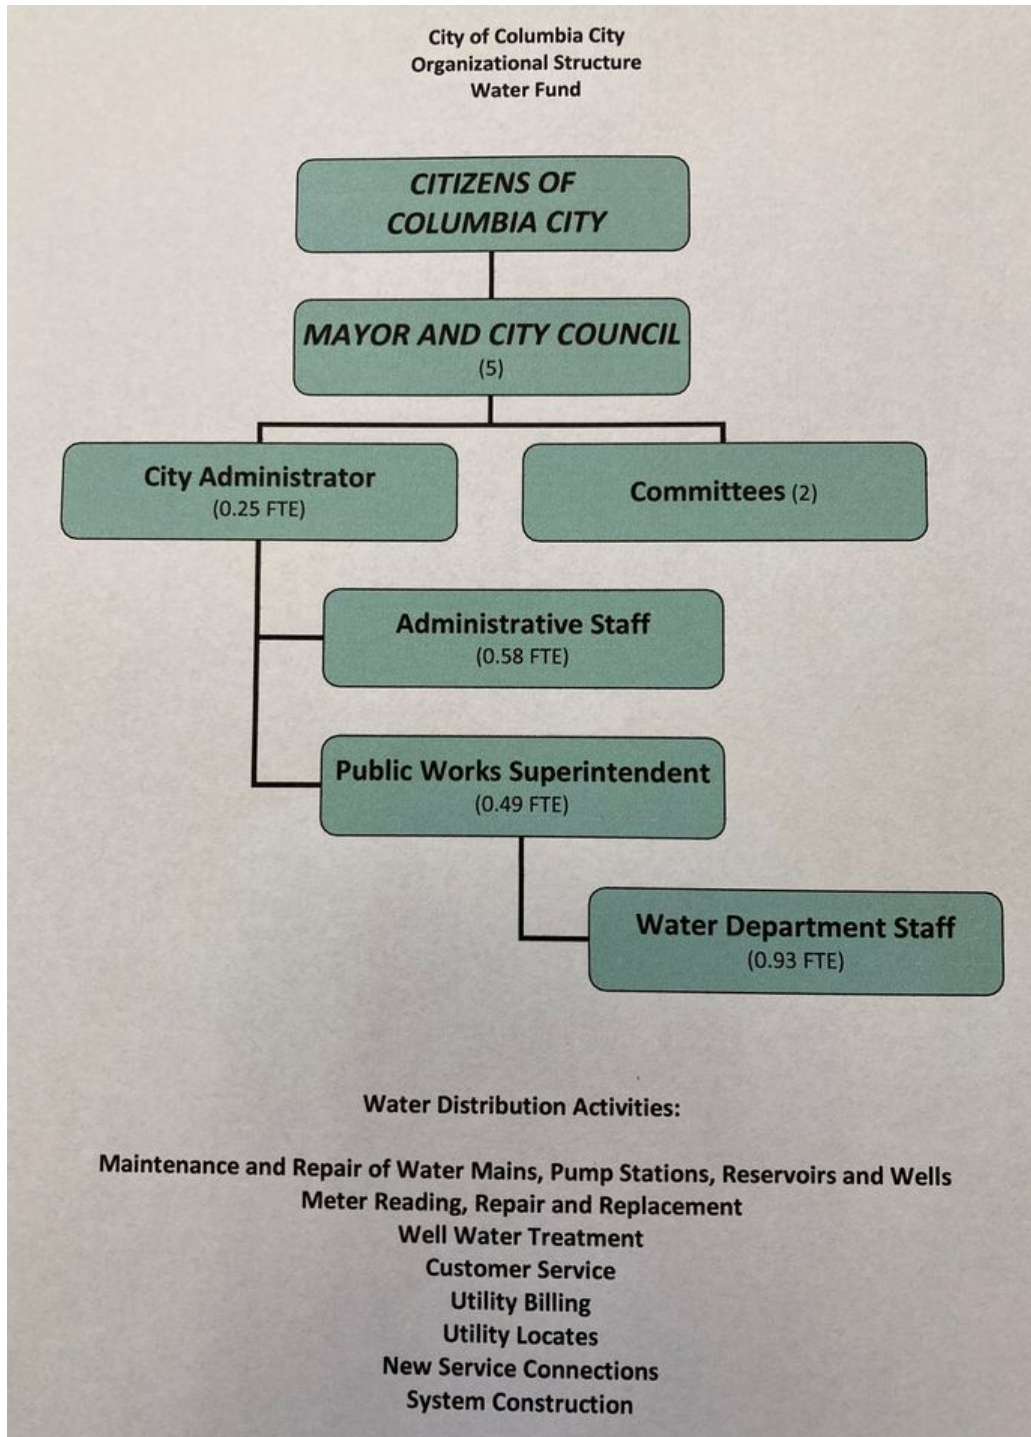 City of Columbia City
Organizational Structure
Water Fund
CITIZENS OF
COLUMBIA CITY
MAYOR AND CITY COUNCIL
(5)
City Administrator
(0.25 FTE)
Committees (2)
Administrative Staff
(0.58 FTE)
Public Works Superintendent
(0.49 FTE)
Water Department Staff
(0.93 FTE)
Water Distribution Activities:
Maintenance and Repair of Water Mains, Pump Stations, Reservoirs and Wells
Meter Reading, Repair and Replacement
Well Water Treatment
Customer Service
Utility Billing
Utility Locates
New Service Connections
System Construction